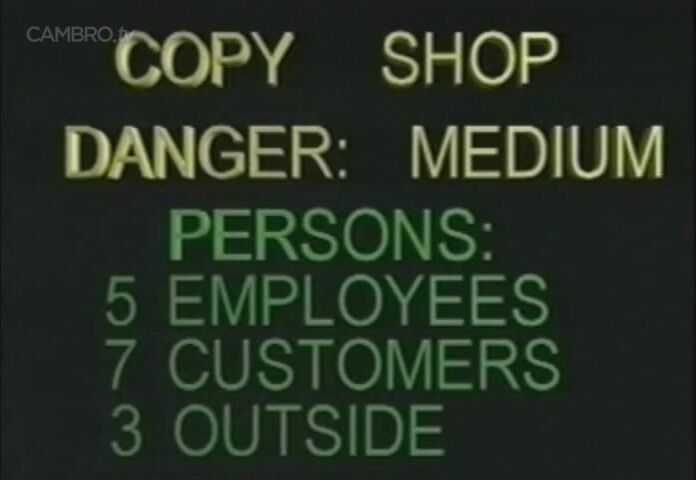 CAMBRO.tv
COPY SHOP
DANGER: MEDIUM
PERSONS:
5 EMPLOYEES
7 CUSTOMERS
3 OUTSIDE